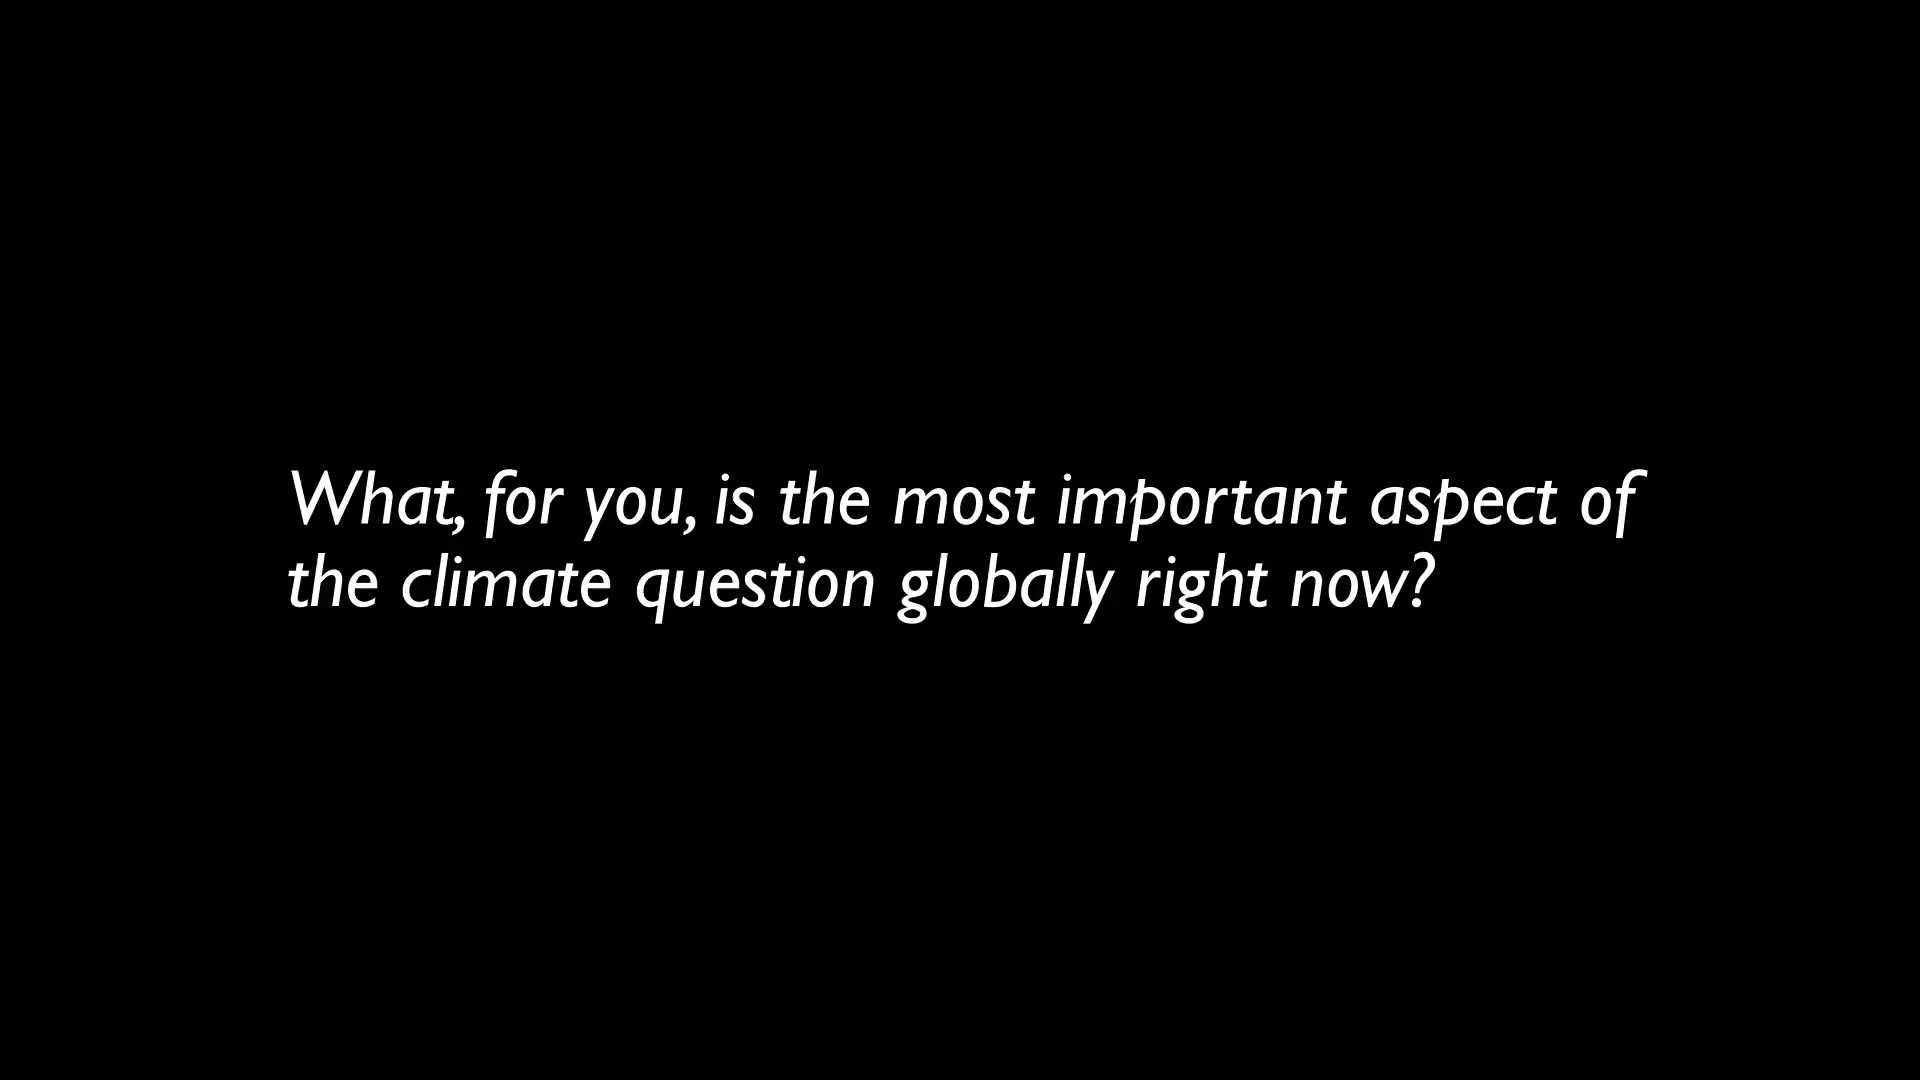 What, for you, is the most important aspect of
the climate question globally right now?